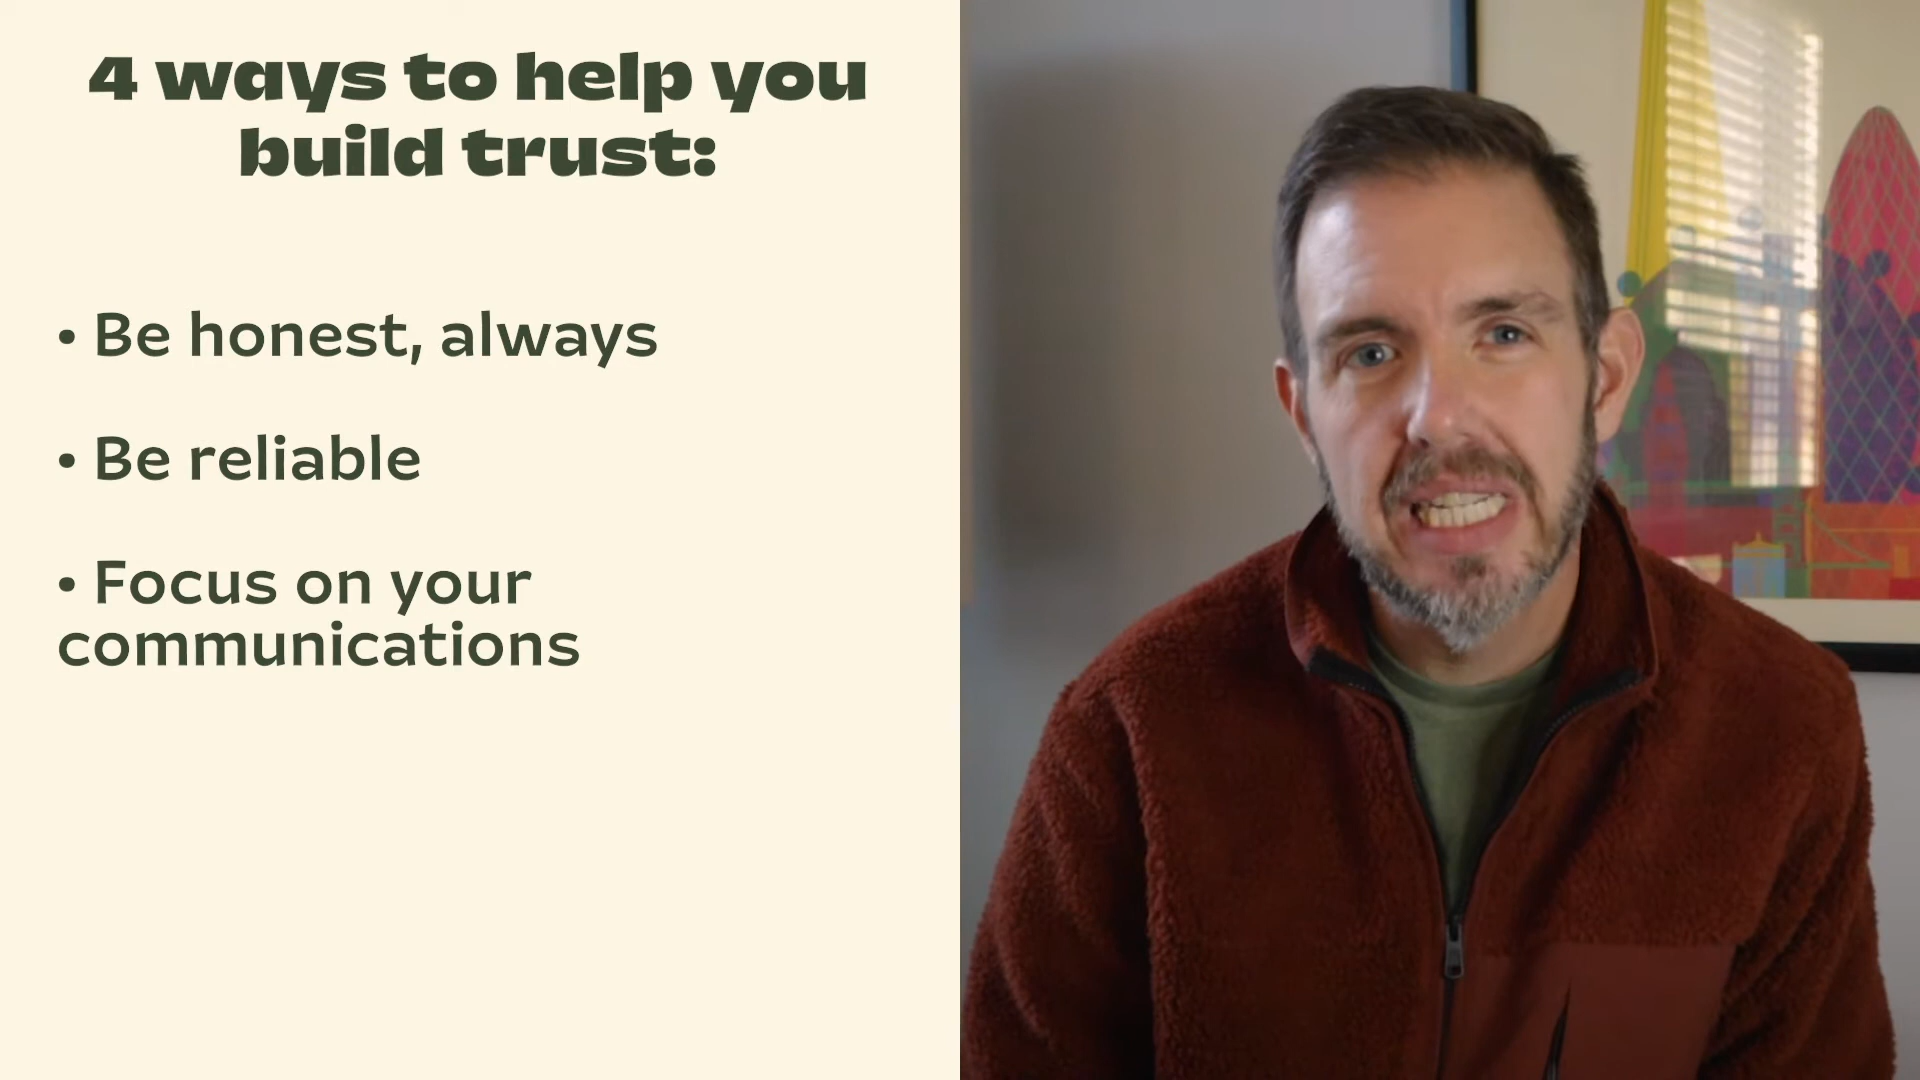 4 ways to help you
build trust:
• Be honest, always
• Be reliable
• Focus on your
communications